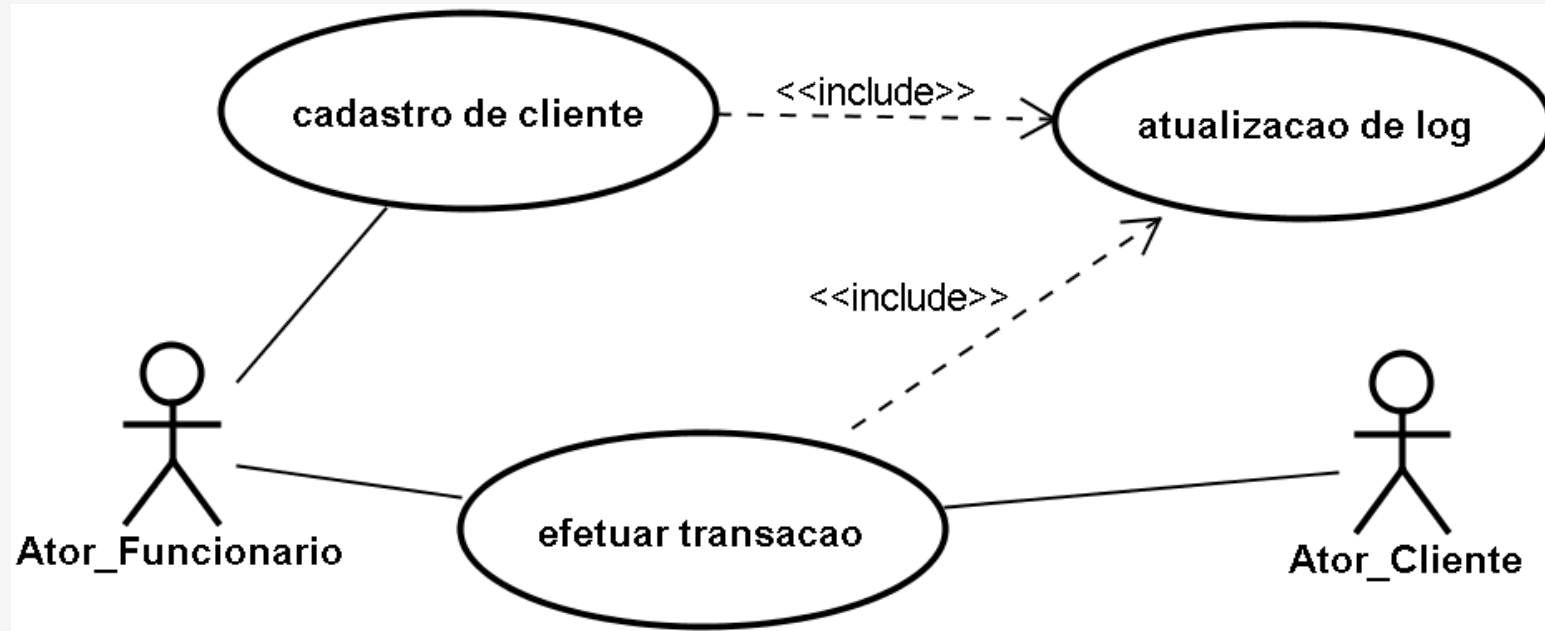 cadastro de cliente
<<include>>
atualizacao de log
<<include>>
efetuar transacao
Ator_Funcionario
Ator_Cliente